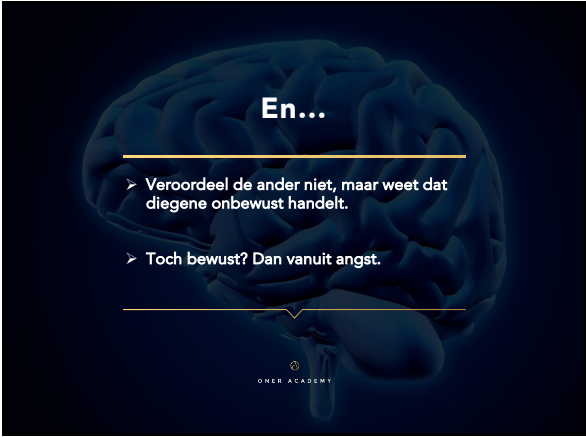 En...
➢ Veroordeel de ander niet, maar weet dat
diegene onbewust handelt.
➢ Toch bewust? Dan vanuit angst.
ONER ACADEMY